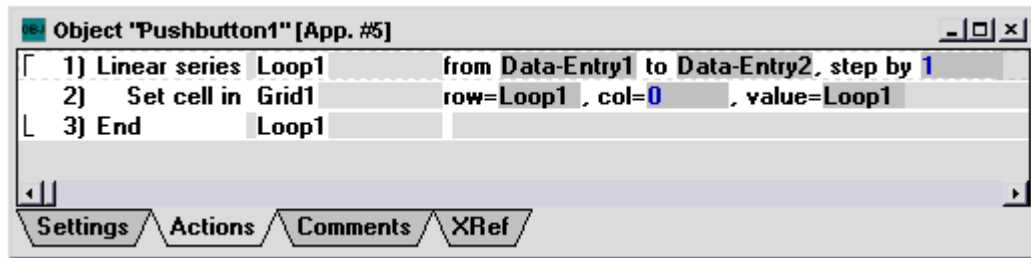 OBJ Object "Pushbutton1" [App. #5]
1) Linear series Loop1 from Data-Entry1 to Data-Entry2, step by 1
2) Set cell in Grid1 row=Loop1 , col=0 , value=Loop1
3) End Loop1
Settings Actions Comments XRef